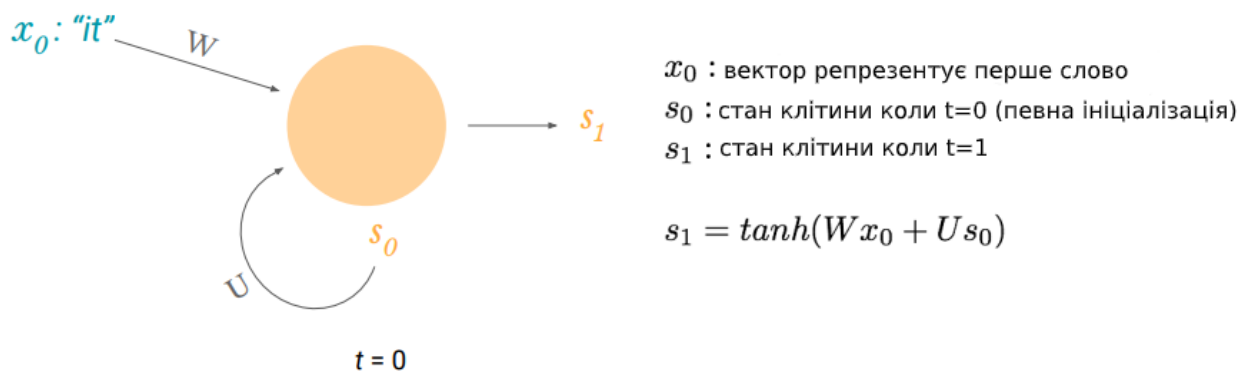 x₀: "it"
W
s₁
s₀
U
t = 0
x₀ : вектор репрезентує перше слово
s₀ : стан клітини коли t=0 (певна ініціалізація)
s₁ : стан клітини коли t=1
s₁ = tanh(Wx₀ + Us₀)